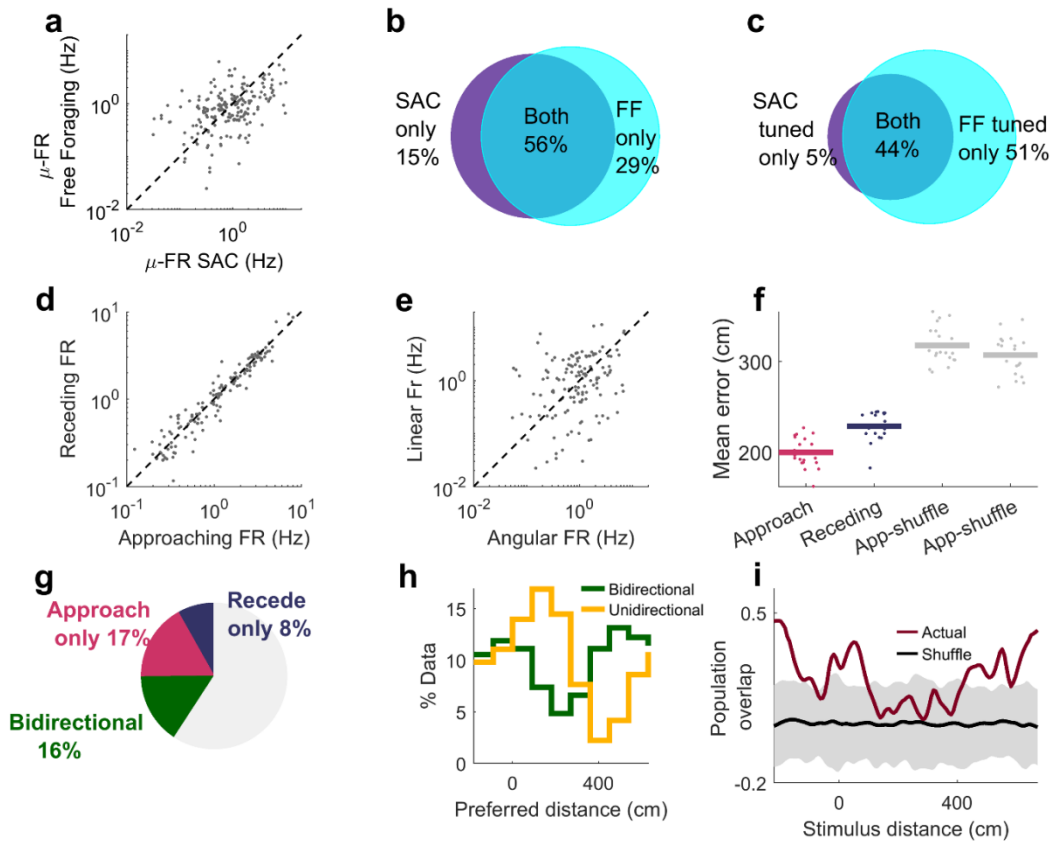 a
μ-FR
Free Foraging (Hz)
10^0
10^-2
10^-2
10^0
μ-FR SAC (Hz)
b
SAC
only
15%
Both
56%
FF
only
29%
c
SAC
tuned
only 5%
Both
44%
FF tuned
only 51%
d
Receding FR
10^1
10^0
10^-1
10^-1
10^0
10^1
Approaching FR (Hz)
e
Linear Fr (Hz)
10^0
10^-2
10^-2
10^0
Angular FR (Hz)
f
Mean error (cm)
300
200
Approach
Receding
App-shuffle
App-shuffle
g
Approach
only 17%
Recede
only 8%
Bidirectional
16%
h
Bidirectional
Unidirectional
% Data
15
10
5
0
0
400
Preferred distance (cm)
i
Actual
Shuffle
Population
overlap
0.5
-0.2
0
400
Stimulus distance (cm)